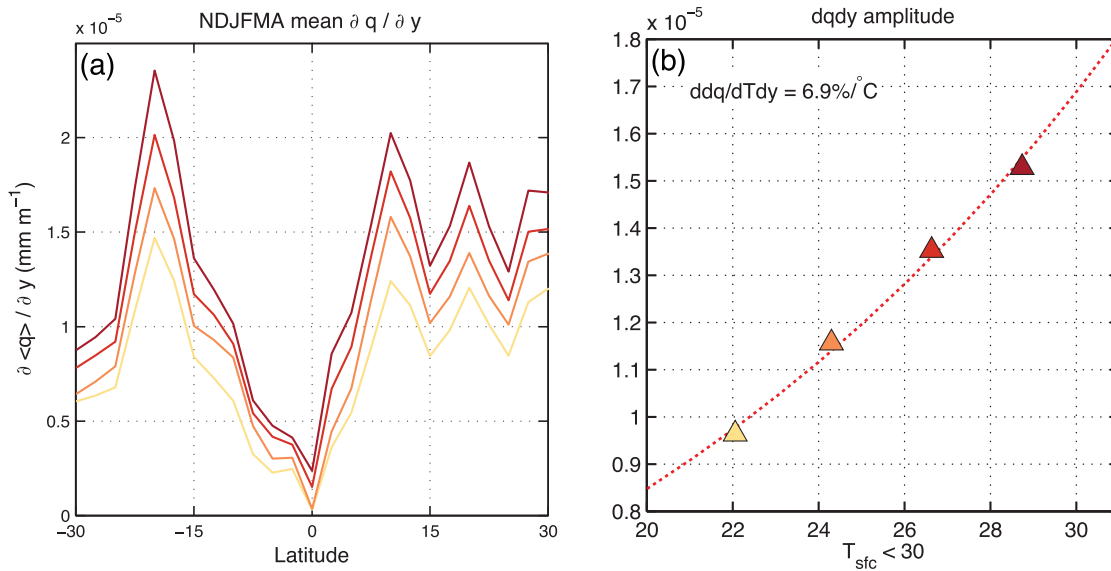 NDJFMA mean ∂ q / ∂ y
x 10⁻⁵
(a)
2
1.5
1
0.5
0
∂ <q> / ∂ y (mm m⁻¹)
−30 −15 0 15 30
Latitude
dqdy amplitude
x 10⁻⁵
(b)
ddq/dTdy = 6.9%/°C
1.8
1.7
1.6
1.5
1.3
1.2
1.1
1
0.9
0.8
20 22 24 26 28 30
T_sfc < 30